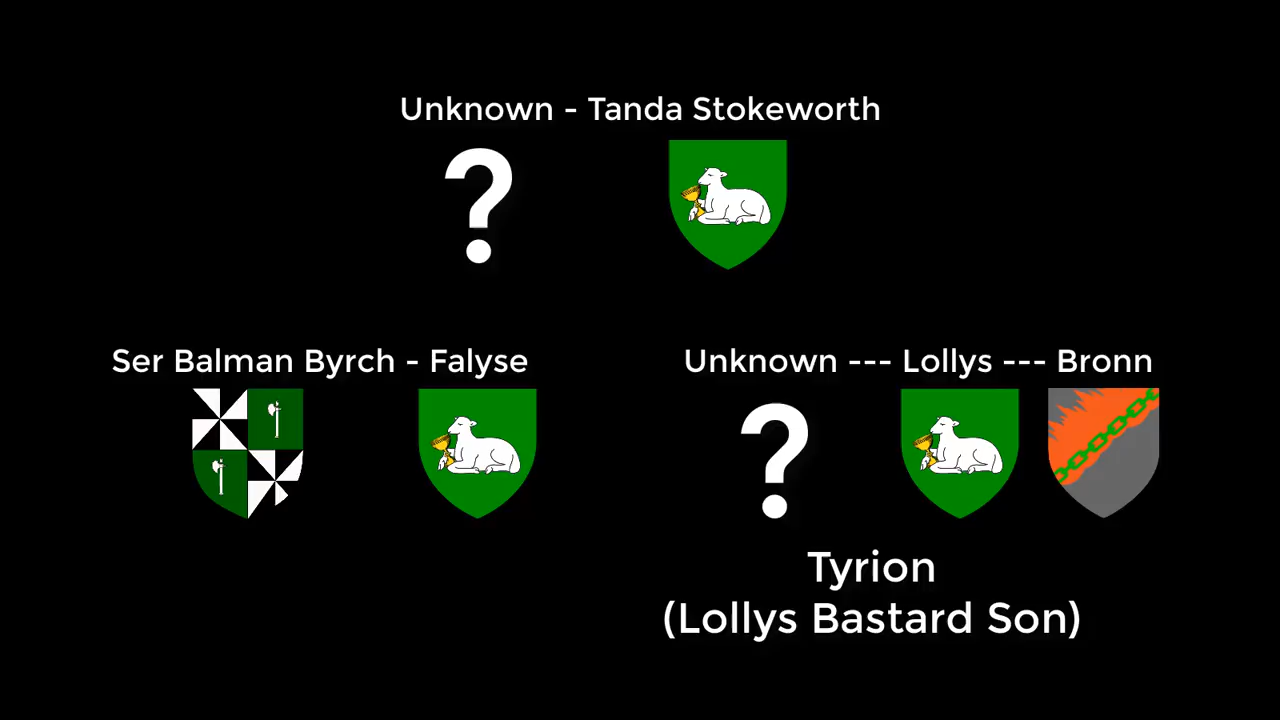 Unknown - Tanda Stokeworth
?
Ser Balman Byrch - Falyse
Unknown --- Lollys --- Bronn
?
Tyrion
(Lollys Bastard Son)